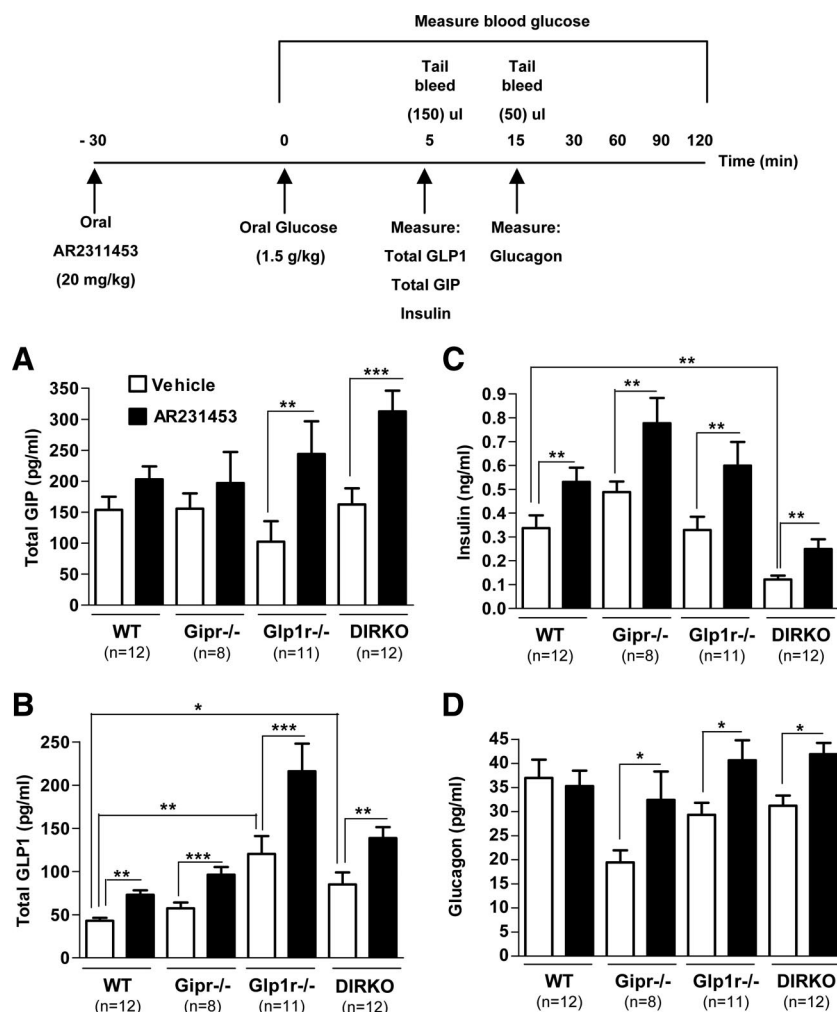 Measure blood glucose
Tail
bleed
(150) ul
Tail
bleed
(50) ul
- 30 0 5 15 30 60 90 120
Time (min)
Oral
AR2311453
(20 mg/kg)
Oral Glucose
(1.5 g/kg)
Measure:
Total GLP1
Total GIP
Insulin
Measure:
Glucagon
A
Vehicle
AR231453
Total GIP (pg/ml)
350
300
250
200
150
100
50
0
** ***
WT Gipr-/- Glp1r-/- DIRKO
(n=12) (n=8) (n=11) (n=12)
C
Insulin (ng/ml)
0.9
0.8
0.7
0.6
0.5
0.4
0.3
0.2
0.1
0.0
**
** ** ** **
WT Gipr-/- Glp1r-/- DIRKO
(n=12) (n=8) (n=11) (n=12)
B
Total GLP1 (pg/ml)
250
200
150
100
50
0
*
**
** *** *** **
WT Gipr-/- Glp1r-/- DIRKO
(n=12) (n=8) (n=11) (n=12)
D
Glucagon (pg/ml)
45
40
35
30
25
20
15
10
5
0
* * *
WT Gipr-/- Glp1r-/- DIRKO
(n=12) (n=8) (n=11) (n=12)